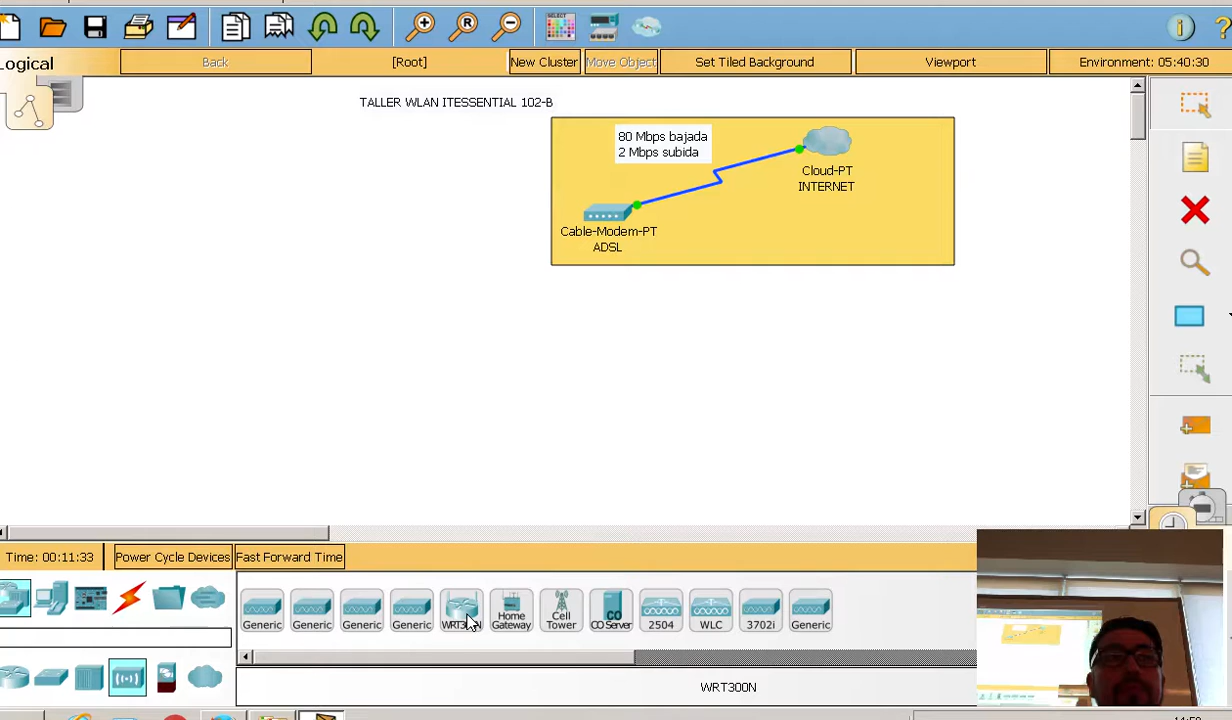 Logical
Back
[Root]
New Cluster
Move Object
Set Tiled Background
Viewport
Environment: 05:40:30
TALLER WLAN ITESSENTIAL 102-B
80 Mbps bajada
2 Mbps subida
Cloud-PT
INTERNET
Cable-Modem-PT
ADSL
Time: 00:11:33
Power Cycle Devices
Fast Forward Time
Generic
Generic
Generic
Generic
WRT300N
Home
Gateway
Cell
Tower
CO Server
2504
WLC
3702i
Generic
WRT300N